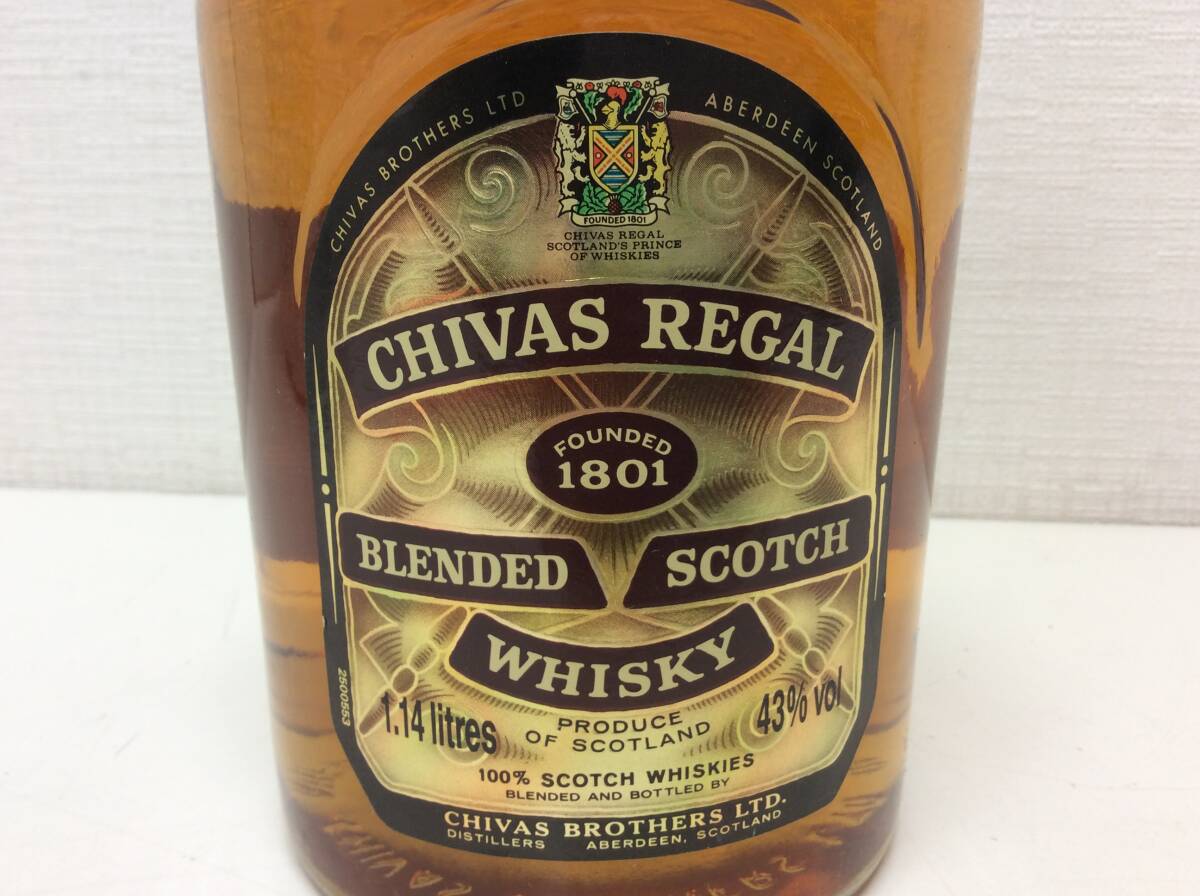 CHIVAS BROTHERS LTD
ABERDEEN SCOTLAND
FOUNDED 1801
CHIVAS REGAL
SCOTLAND'S PRINCE
OF WHISKIES
CHIVAS REGAL
FOUNDED
1801
BLENDED SCOTCH
WHISKY
1.14 litres
PRODUCE
OF SCOTLAND
43% vol
2500553
100% SCOTCH WHISKIES
BLENDED AND BOTTLED BY
CHIVAS BROTHERS LTD.
DISTILLERS ABERDEEN, SCOTLAND